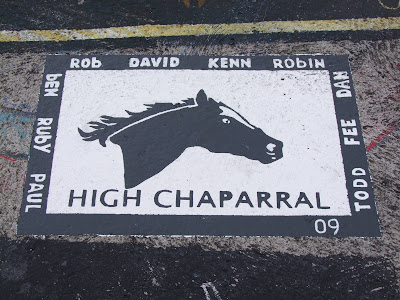 ROB DAVID KENN ROBIN
BEN RUBY PAUL
DAN FEE TODD
HIGH CHAPARRAL
09